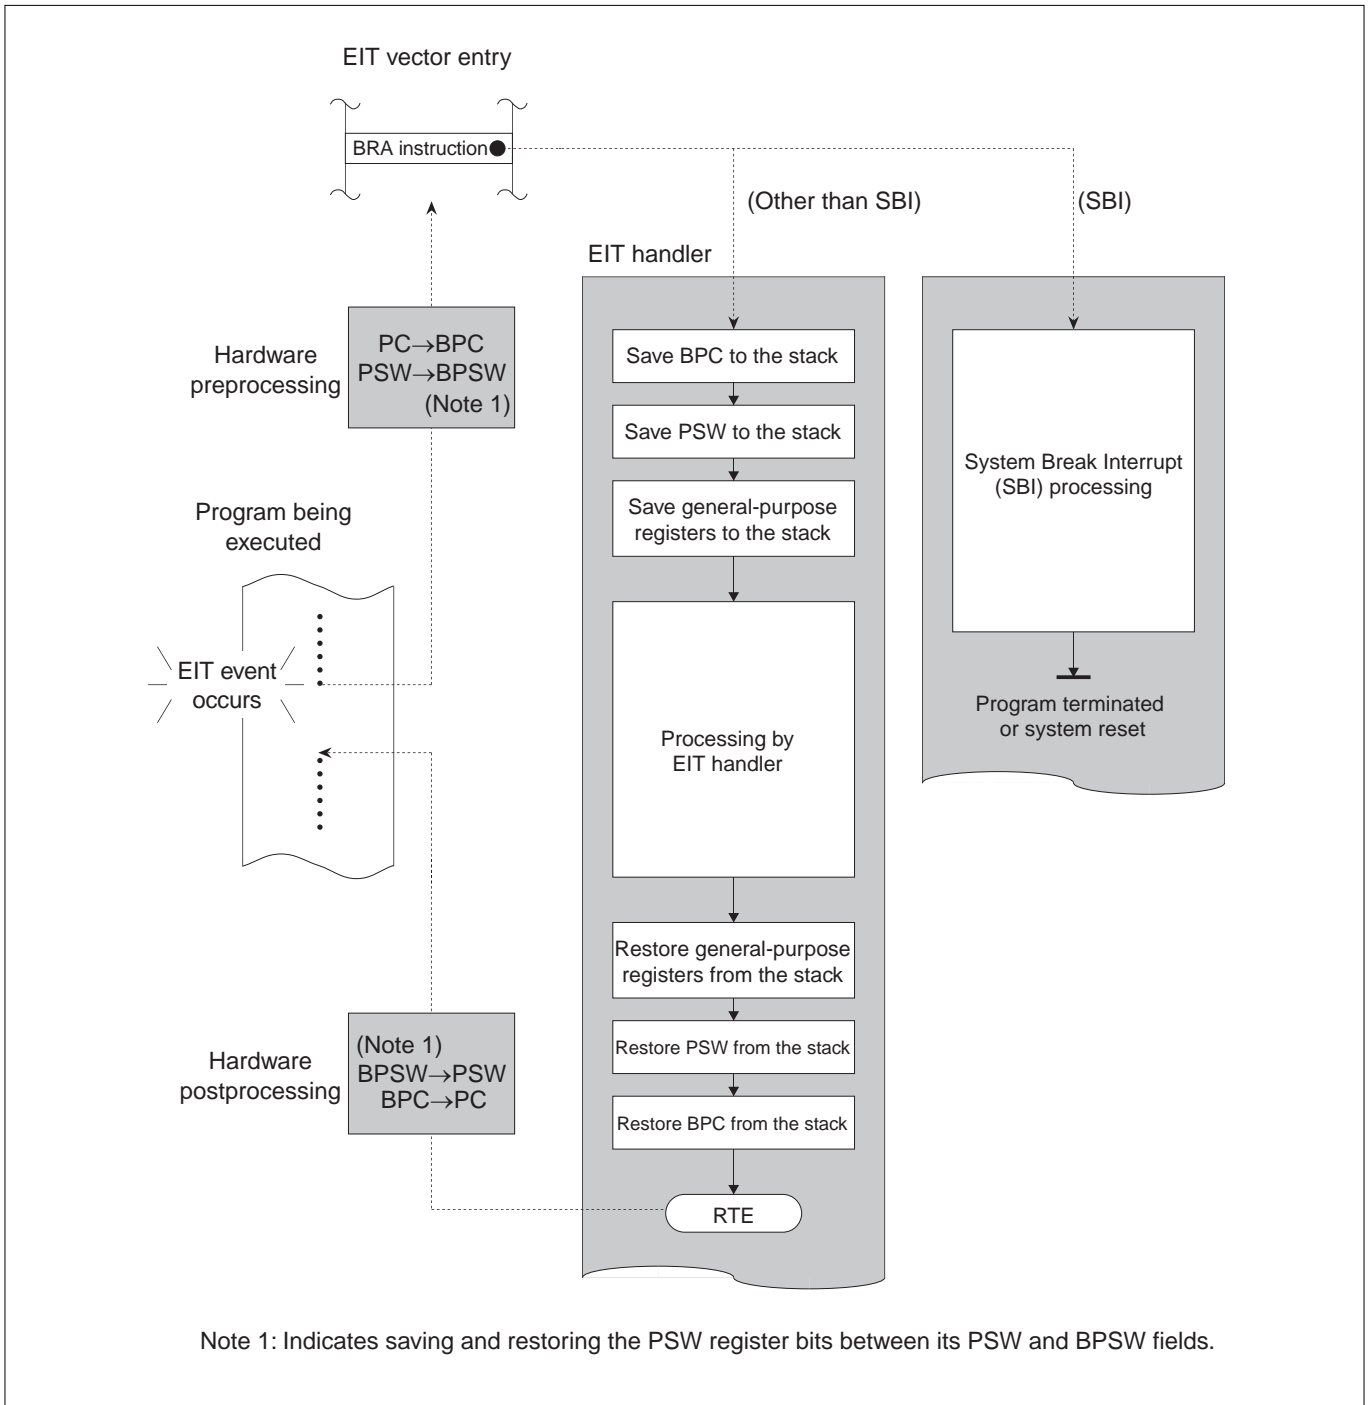 EIT vector entry
BRA instruction
(Other than SBI)
(SBI)
EIT handler
Hardware
preprocessing
PC→BPC
PSW→BPSW
(Note 1)
Save BPC to the stack
Save PSW to the stack
Save general-purpose
registers to the stack
System Break Interrupt
(SBI) processing
Program being
executed
EIT event
occurs
Processing by
EIT handler
Program terminated
or system reset
Restore general-purpose
registers from the stack
Restore PSW from the stack
Restore BPC from the stack
Hardware
postprocessing
(Note 1)
BPSW→PSW
BPC→PC
RTE
Note 1: Indicates saving and restoring the PSW register bits between its PSW and BPSW fields.